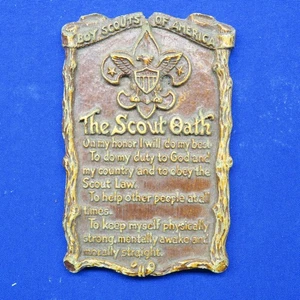 BOY SCOUTS OF AMERICA
The Scout Oath
On my honor I will do my best
To do my duty to God and
my country and to obey the
Scout Law.
To help other people at all
times.
To keep myself physically
strong, mentally awake and
morally straight.